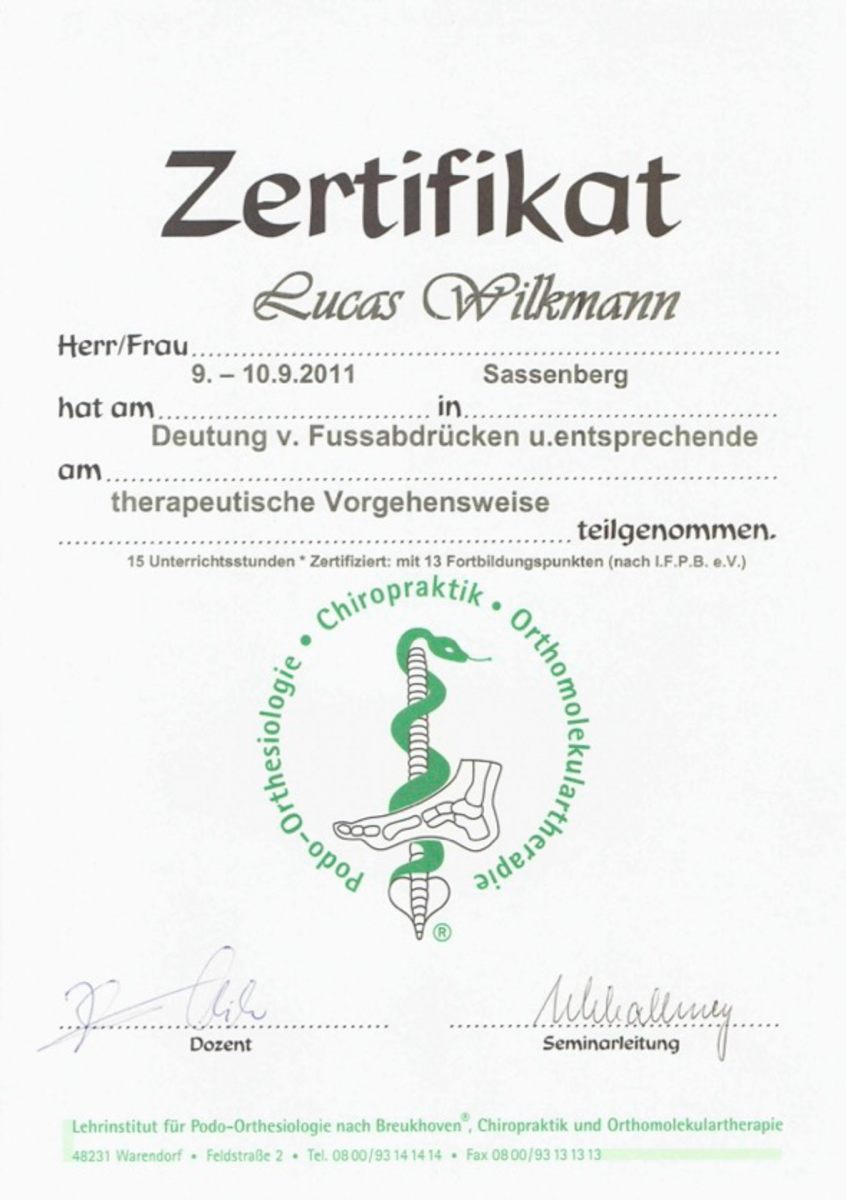 Zertifikat
Lucas Wilkmann
Herr/Frau
9. – 10.9.2011 Sassenberg
hat am in
Deutung v. Fussabdrücken u.entsprechende
am
therapeutische Vorgehensweise
teilgenommen.
15 Unterrichtsstunden * Zertifiziert: mit 13 Fortbildungspunkten (nach I.F.P.B. e.V.)
Podo-Orthesiologie • Chiropraktik • Orthomolekulartherapie
®
Dozent Seminarleitung
Lehrinstitut für Podo-Orthesiologie nach Breukhoven®, Chiropraktik und Orthomolekulartherapie
48231 Warendorf • Feldstraße 2 • Tel. 08 00/93 14 14 14 • Fax 08 00/93 13 13 13